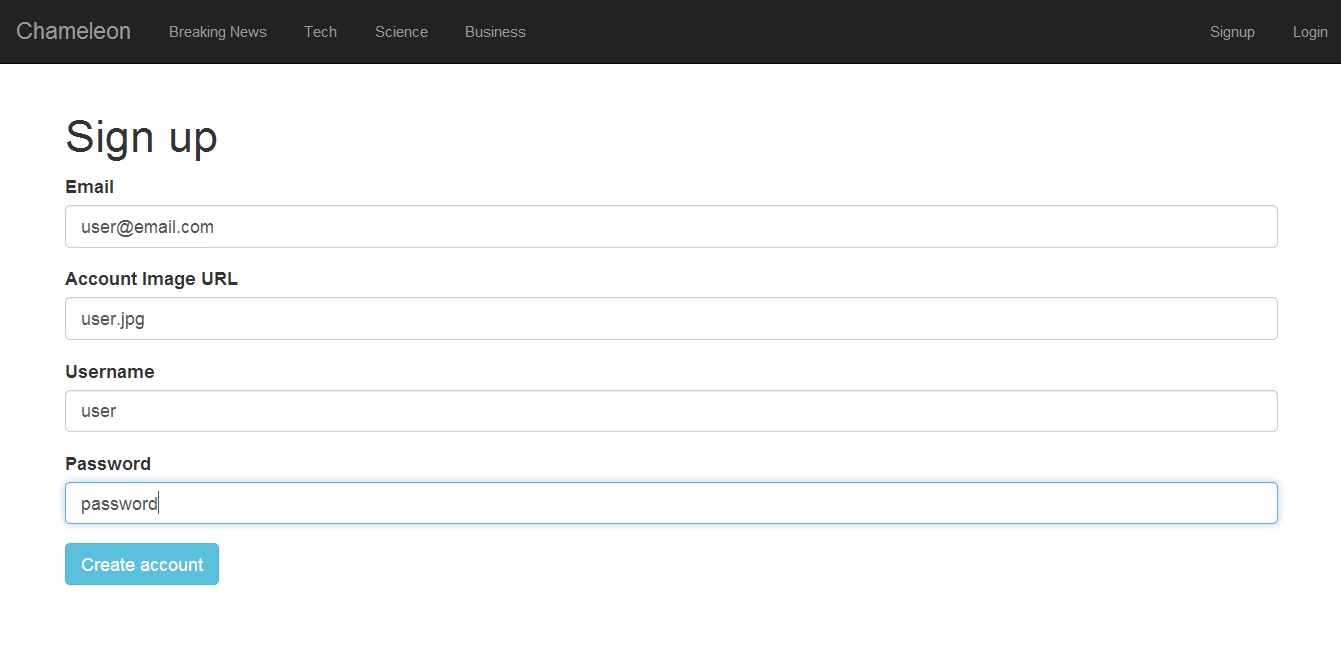 Chameleon Breaking News Tech Science Business Signup Login
Sign up
Email
user@email.com
Account Image URL
user.jpg
Username
user
Password
password
Create account